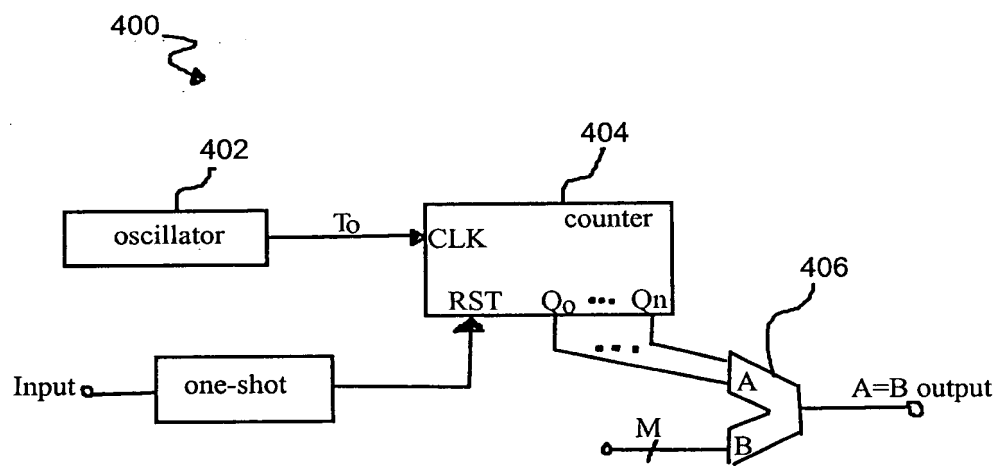 400
402
404
oscillator
To
CLK
counter
RST
Qo
Qn
406
Input
one-shot
A
A=B output
M
B